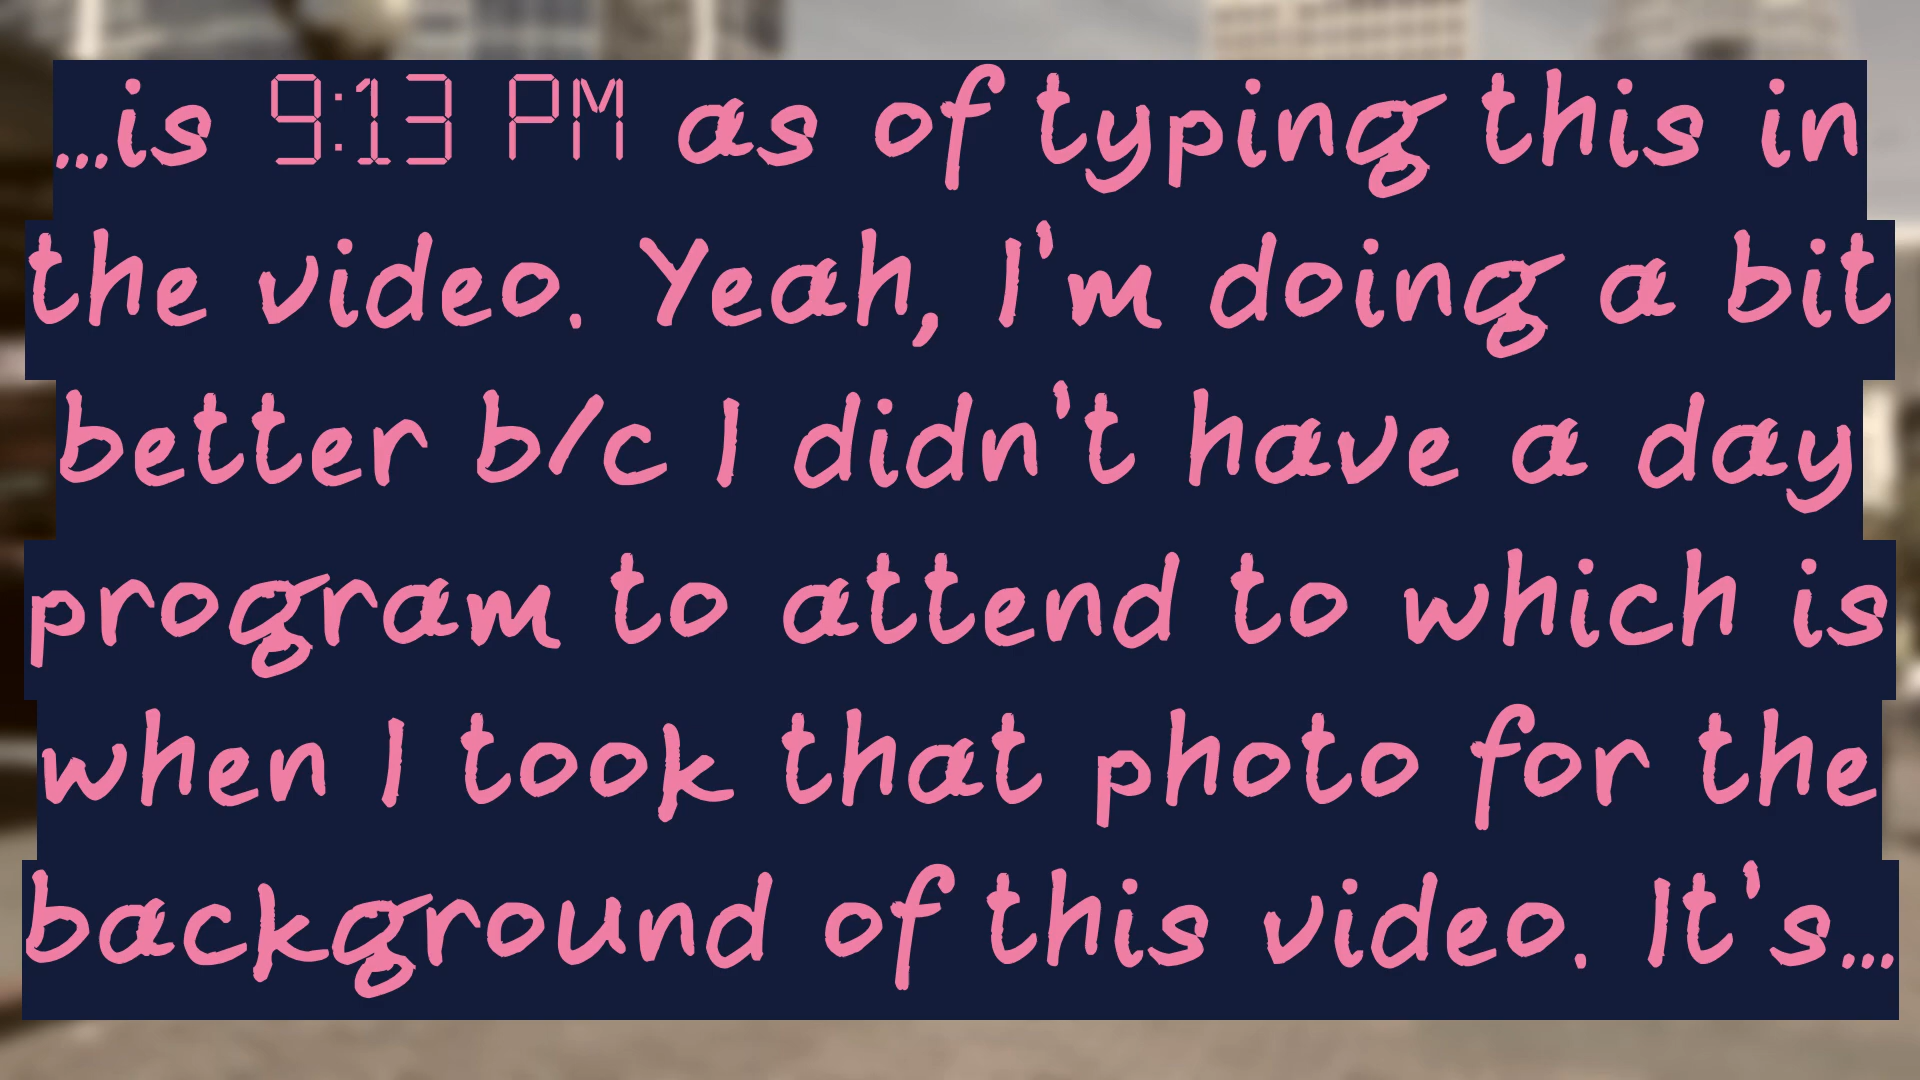 ...is 9:13 PM as of typing this in
the video. Yeah, I'm doing a bit
better b/c I didn't have a day
program to attend to which is
when I took that photo for the
background of this video. It's...